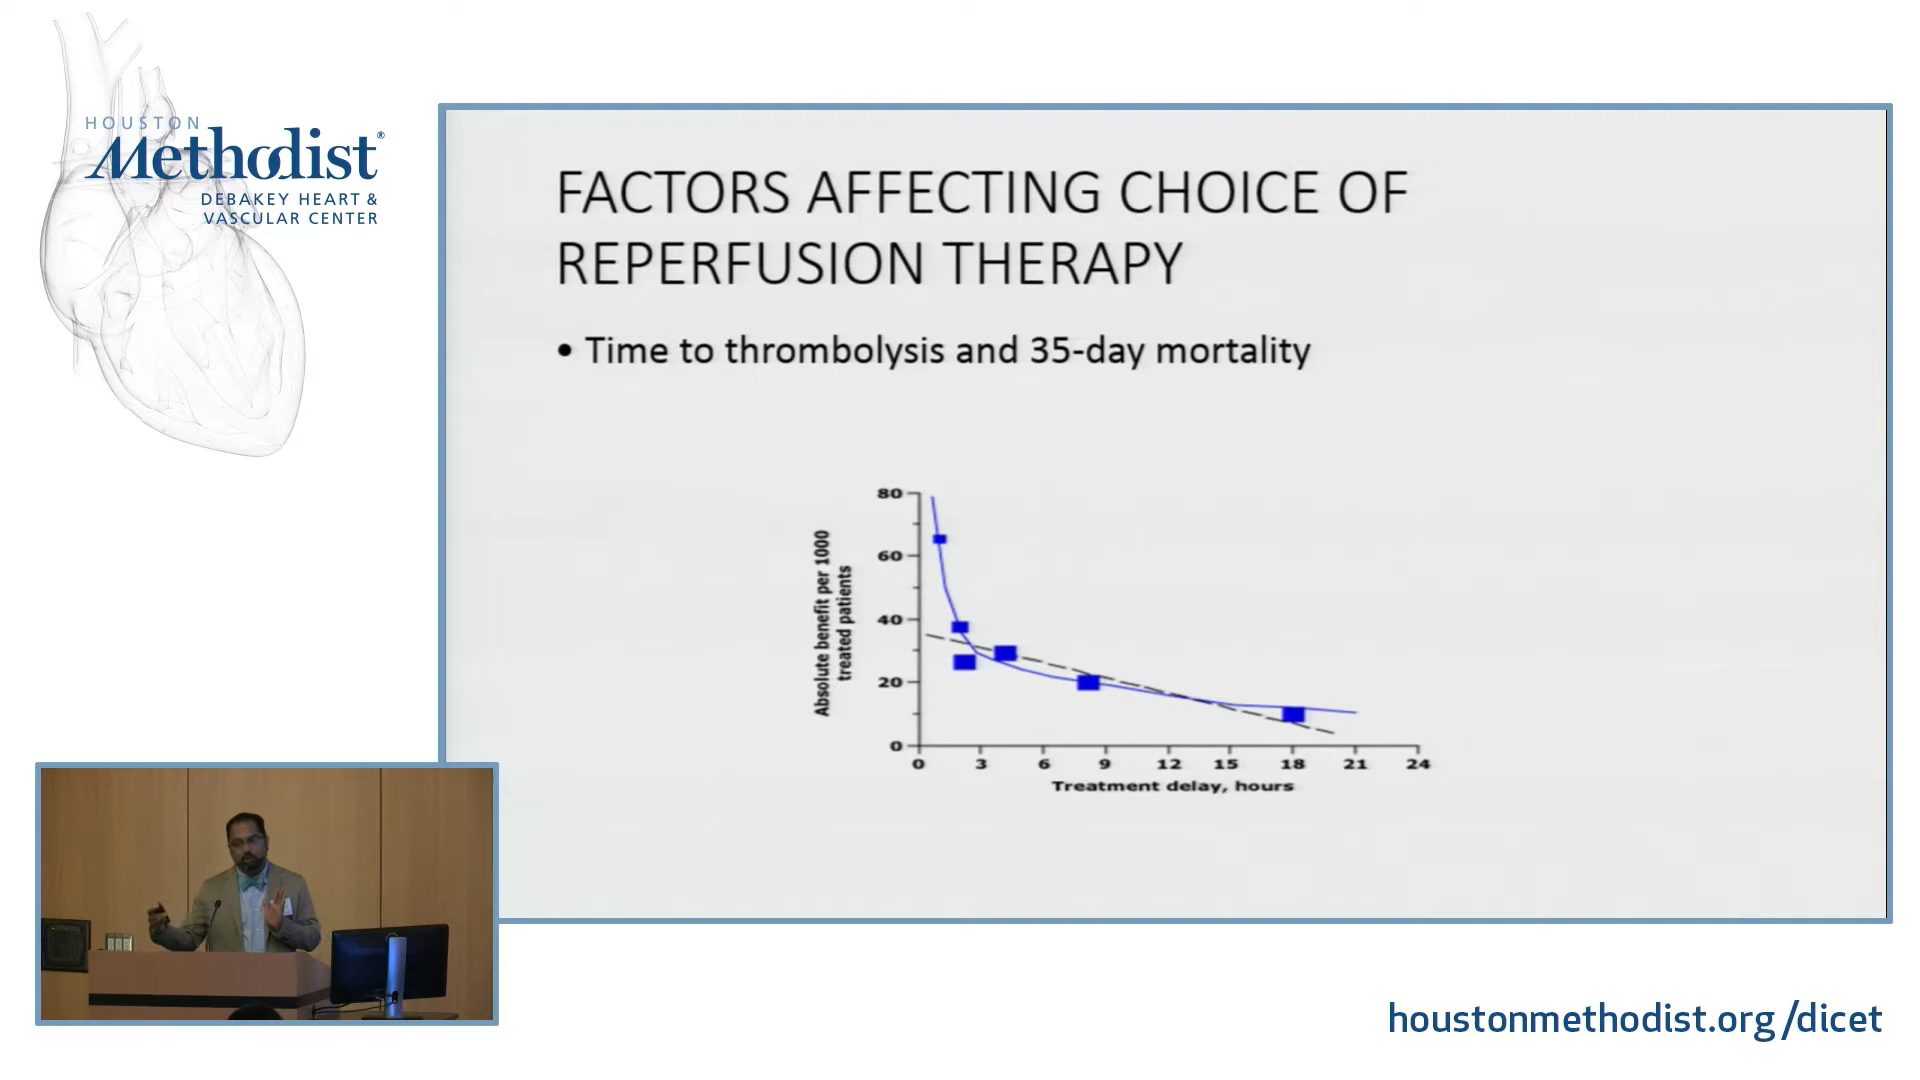 HOUSTON
Methodist®
DEBAKEY HEART &
VASCULAR CENTER
FACTORS AFFECTING CHOICE OF
REPERFUSION THERAPY
• Time to thrombolysis and 35-day mortality
Absolute benefit per 1000
treated patients
80
60
40
20
0
0 3 6 9 12 15 18 21 24
Treatment delay, hours
houstonmethodist.org/dicet